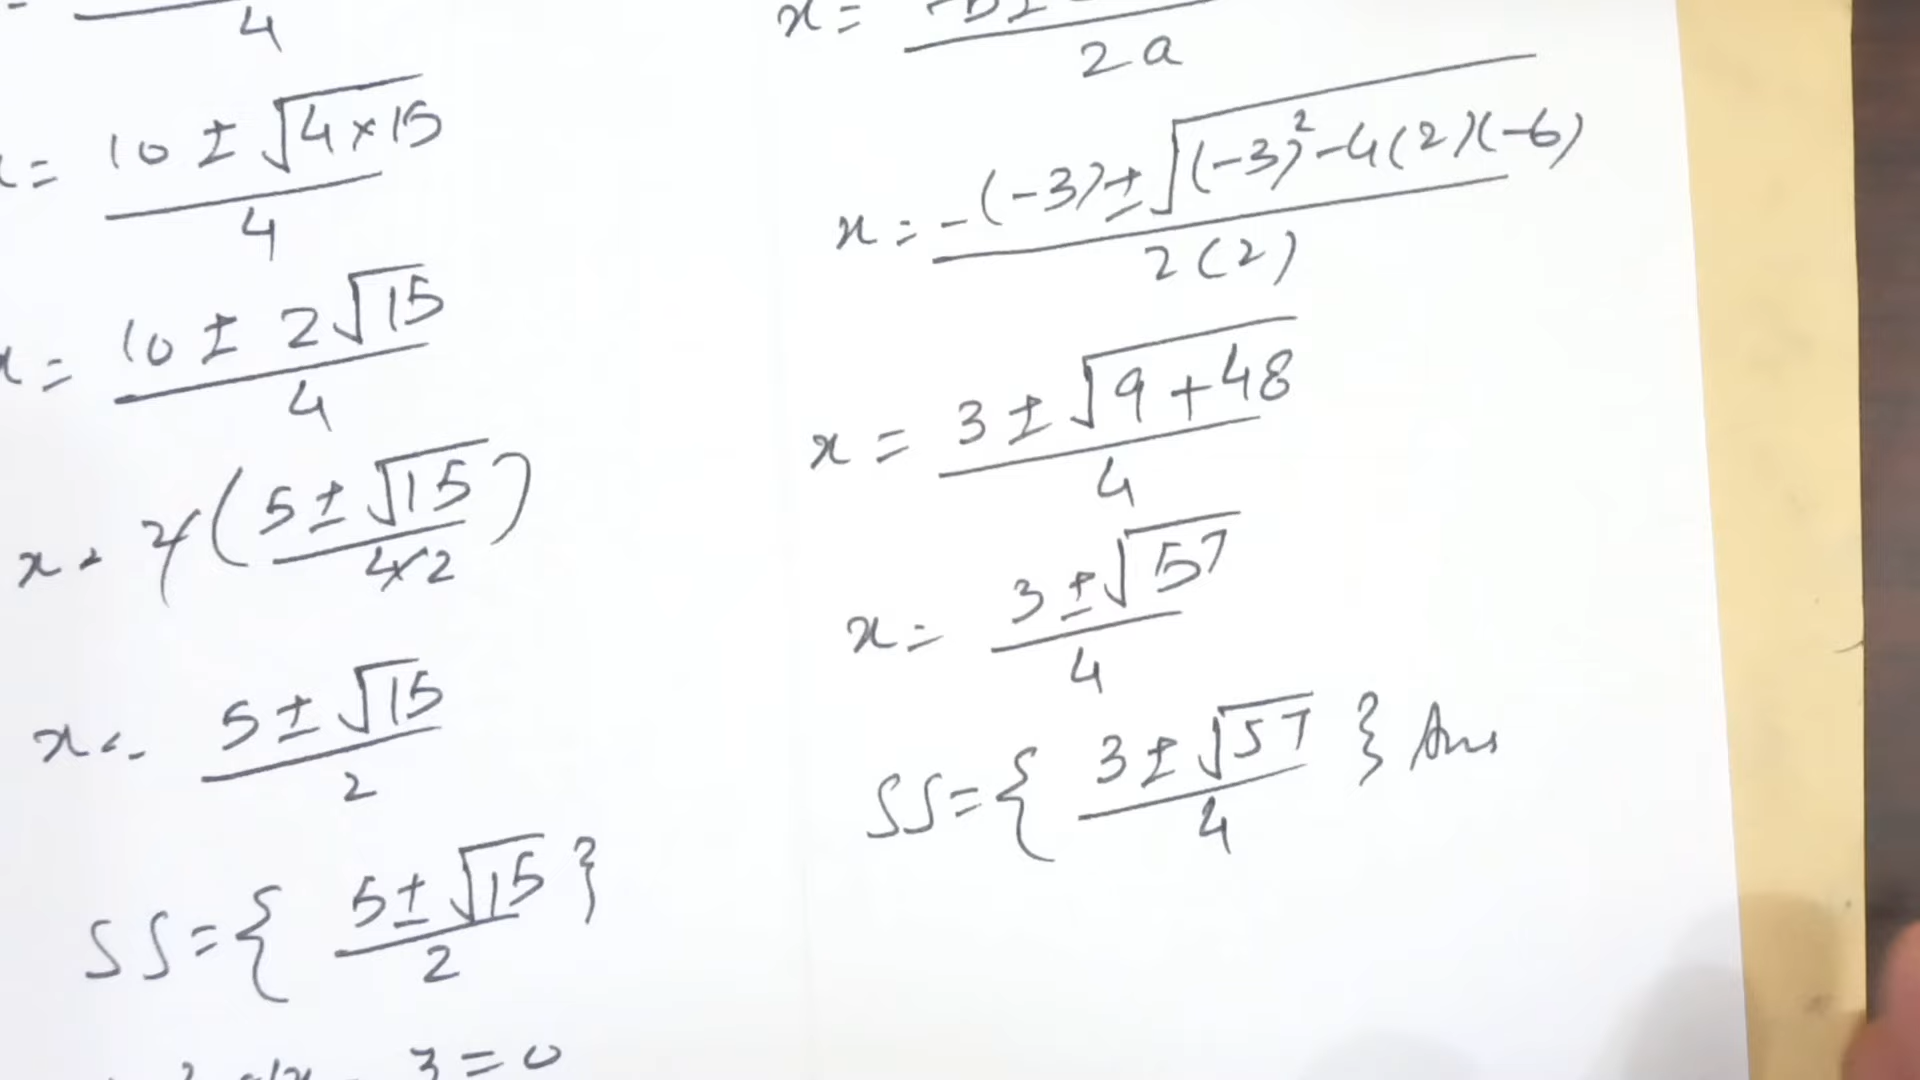 4
x = 10 ± √4×15
4
x = 10 ± 2√15
4
x = 2(5 ± √15)
4 2
x = 5 ± √15
2
SS = { 5 ± √15 }
2
3 = 0
x =
2a
x = -(-3) ± √(-3)² - 4(2)(-6)
2(2)
x = 3 ± √9 + 48
4
x = 3 ± √57
4
SS = { 3 ± √57 } Ans
4